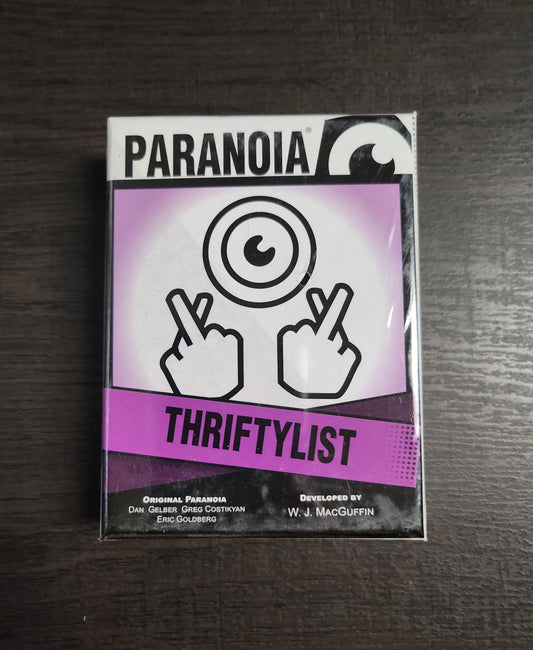 PARANOIA®
THRIFTYLIST
ORIGINAL PARANOIA
DAN GELBER GREG COSTIKYAN
ERIC GOLDBERG
DEVELOPED BY
W. J. MACGUFFIN